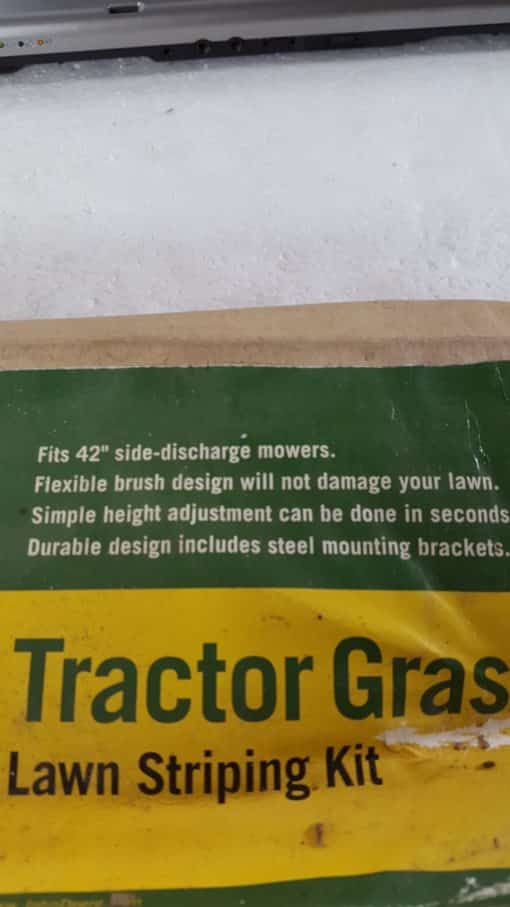 Fits 42" side-discharge mowers.
Flexible brush design will not damage your lawn.
Simple height adjustment can be done in seconds
Durable design includes steel mounting brackets.
Tractor Gras
Lawn Striping Kit